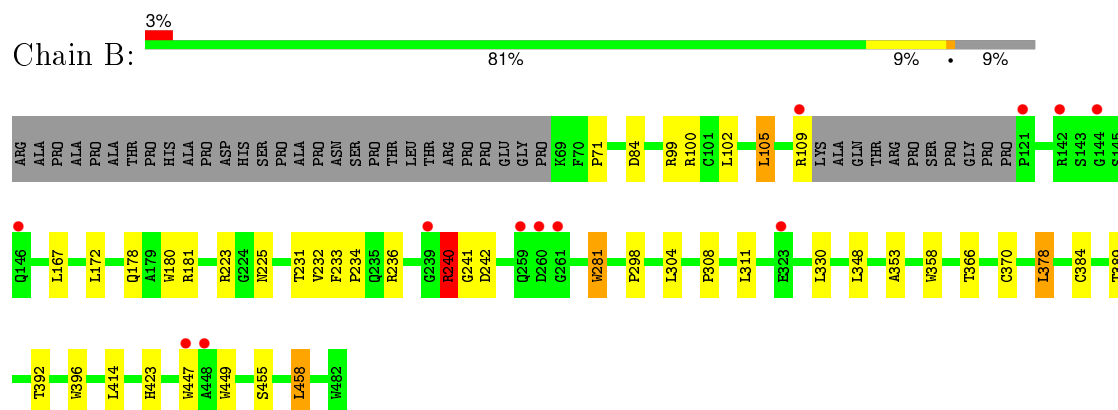 3%
Chain B:
81% 9% • 9%
ARG ALA PRO ALA PRO ALA THR PRO HIS ALA PRO ASP HIS SER PRO ALA PRO ASN SER PRO THR LEU THR ARG PRO PRO GLU GLY PRO K69 F70 P71 D84 R99 R100 C101 L102 L105 R109 LYS ALA GLN THR ARG PRO SER PRO GLY PRO PRO P121 R142 S143 G144 S145
Q146 L167 L172 Q178 A179 W180 R181 R223 G224 N225 T231 V232 F233 P234 Q235 R236 G239 R240 G241 D242 Q259 D260 G261 W281 P298 L304 P308 L311 E323 L330 L348 A353 W358 T366 C370 L378 C384 T389
T392 W396 L414 H423 W447 A448 W449 S455 L458 W482